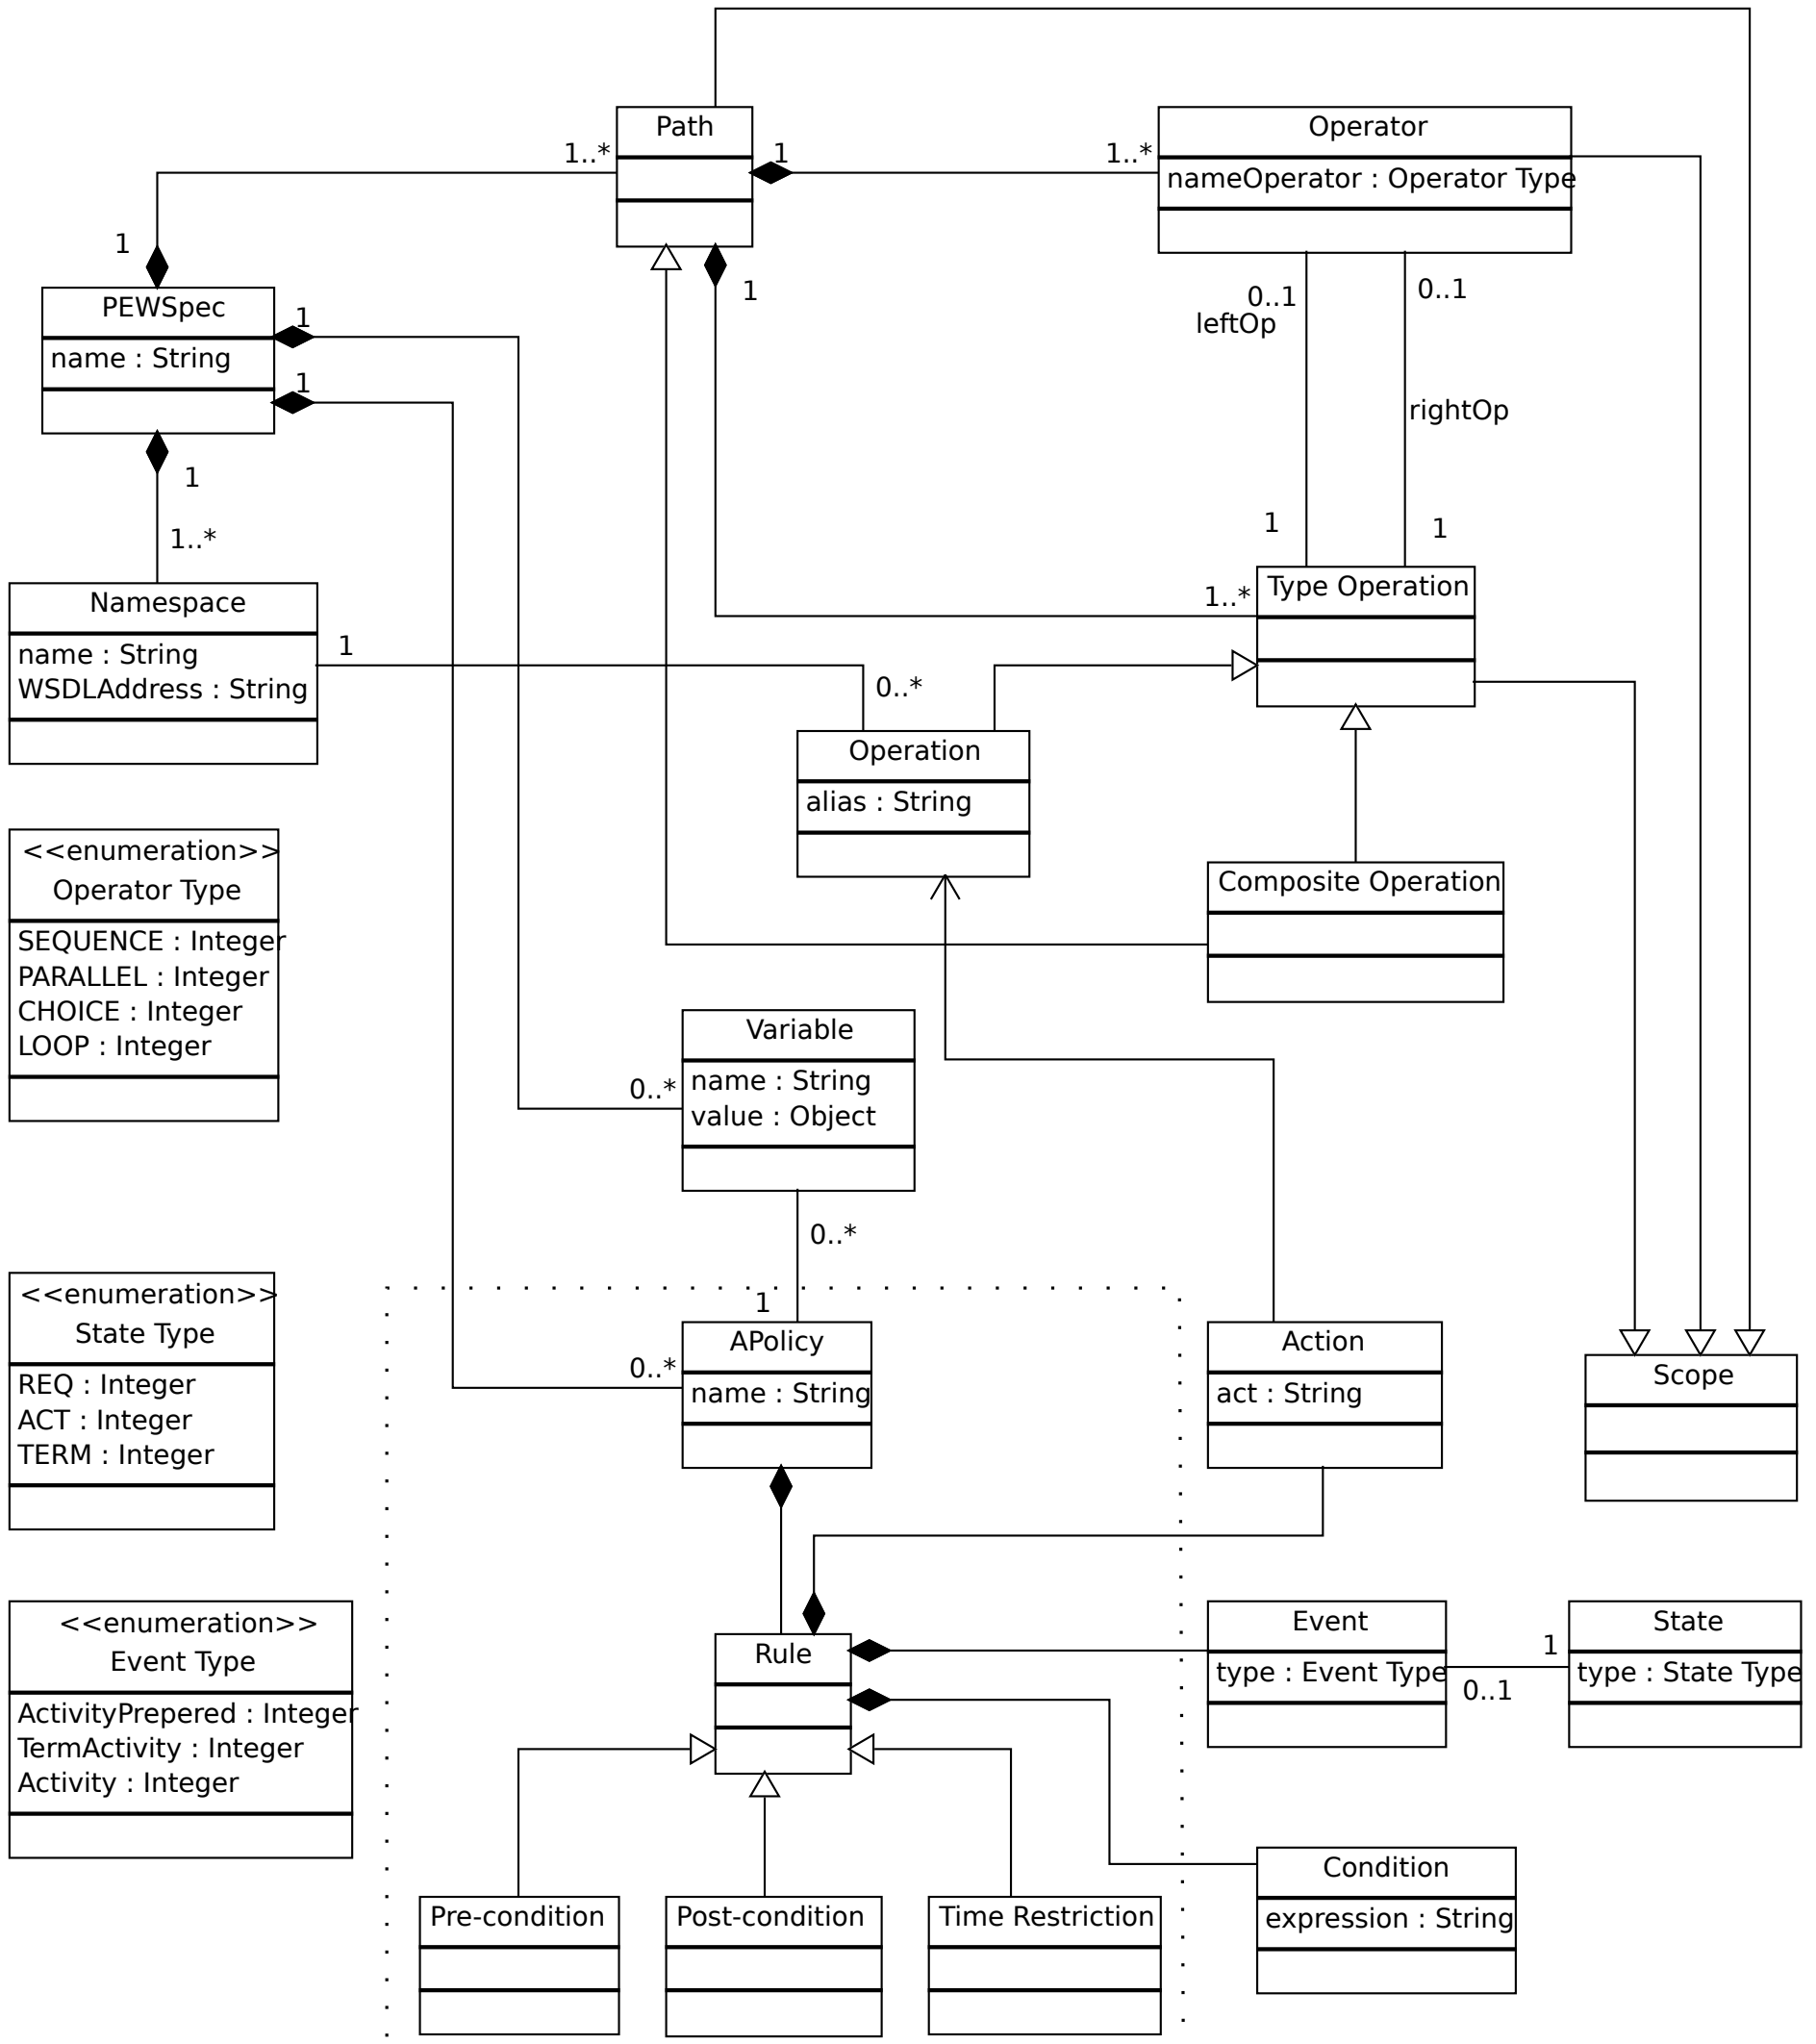 Path
Operator
1..*
1
1..*
nameOperator : Operator Type
1
PEWSpec
1
1
0..1
0..1
leftOp
name : String
1
rightOp
1
1..*
1
1
Namespace
1..*
Type Operation
name : String
WSDLAddress : String
1
0..*
Operation
alias : String
<<enumeration>>
Operator Type
Composite Operation
SEQUENCE : Integer
PARALLEL : Integer
CHOICE : Integer
LOOP : Integer
Variable
0..*
name : String
value : Object
0..*
<<enumeration>>
State Type
1
APolicy
Action
Scope
REQ : Integer
ACT : Integer
TERM : Integer
0..*
name : String
act : String
<<enumeration>>
Event Type
Rule
Event
State
1
type : Event Type
0..1
type : State Type
ActivityPrepered : Integer
TermActivity : Integer
Activity : Integer
Condition
expression : String
Pre-condition
Post-condition
Time Restriction